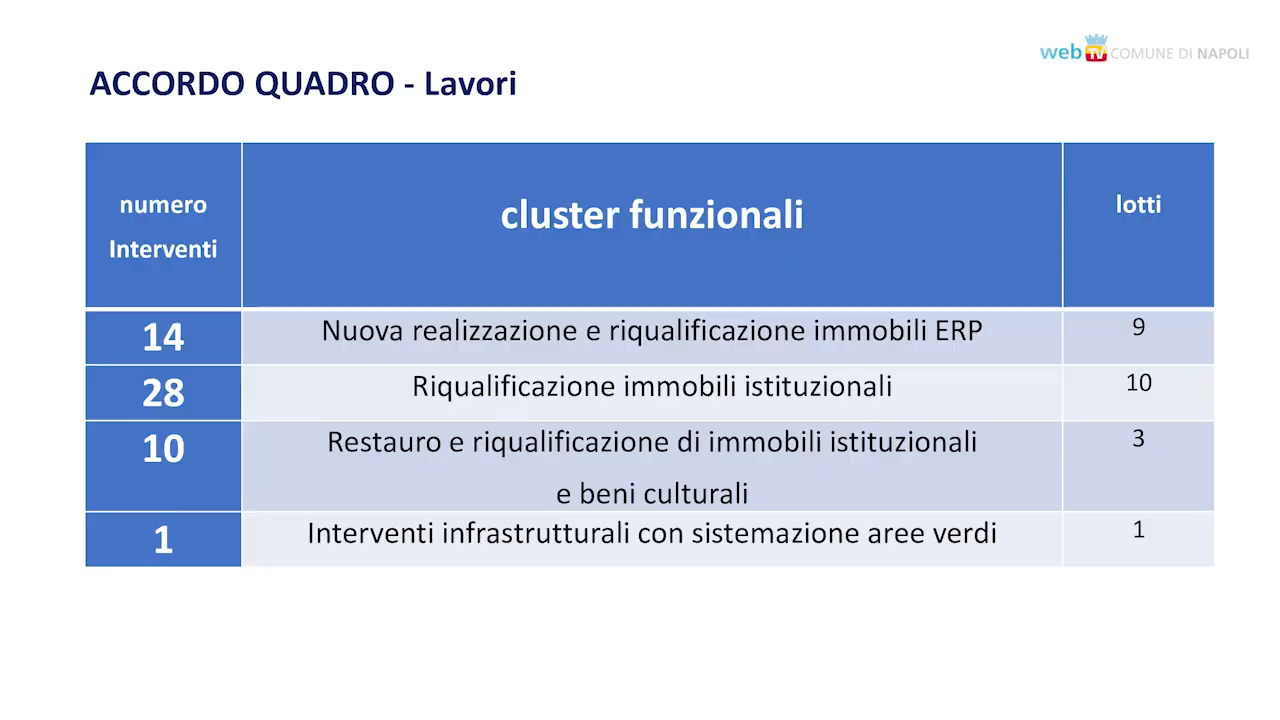 web TV COMUNE DI NAPOLI
ACCORDO QUADRO - Lavori
numero
Interventi
cluster funzionali
lotti
14
Nuova realizzazione e riqualificazione immobili ERP
9
28
Riqualificazione immobili istituzionali
10
10
Restauro e riqualificazione di immobili istituzionali
e beni culturali
3
1
Interventi infrastrutturali con sistemazione aree verdi
1